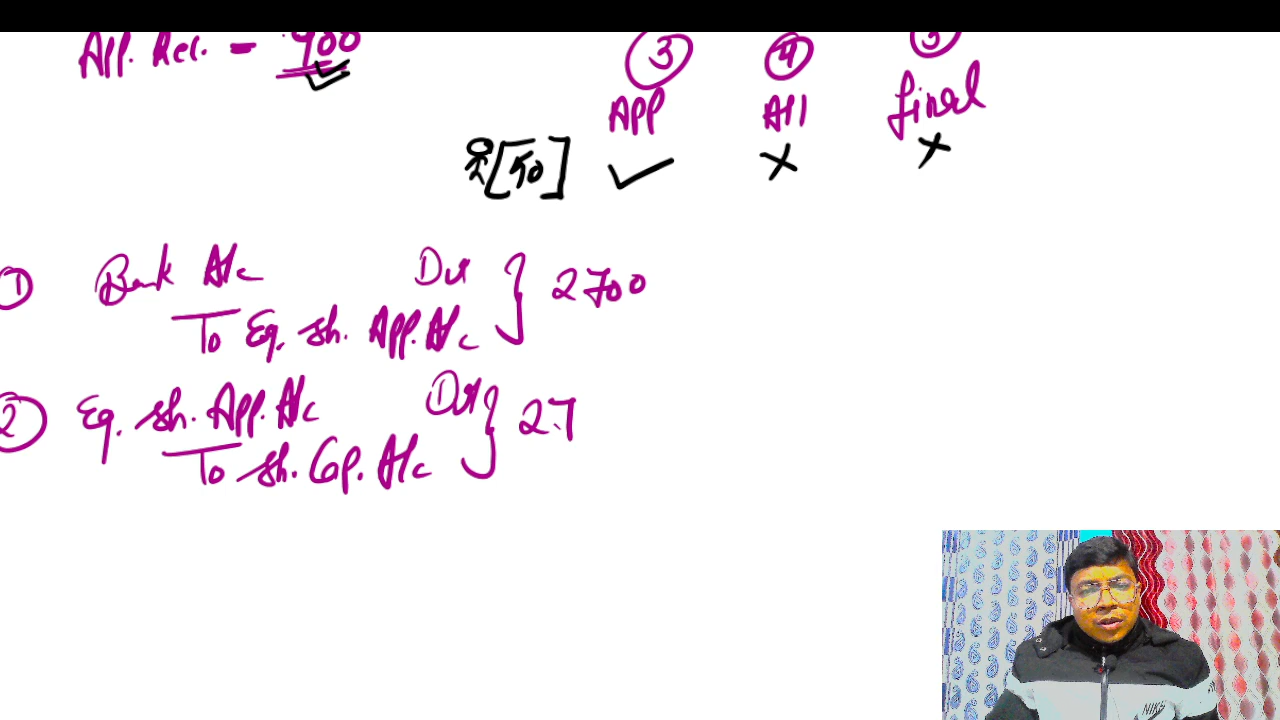 App. Rec. - 900
3 4 5
App All final
[50]
1 Bank A/c Dr } 2700
To Eq. sh. App. A/c
2 Eq. sh. App. A/c Dr } 27
To sh. Cap. A/c